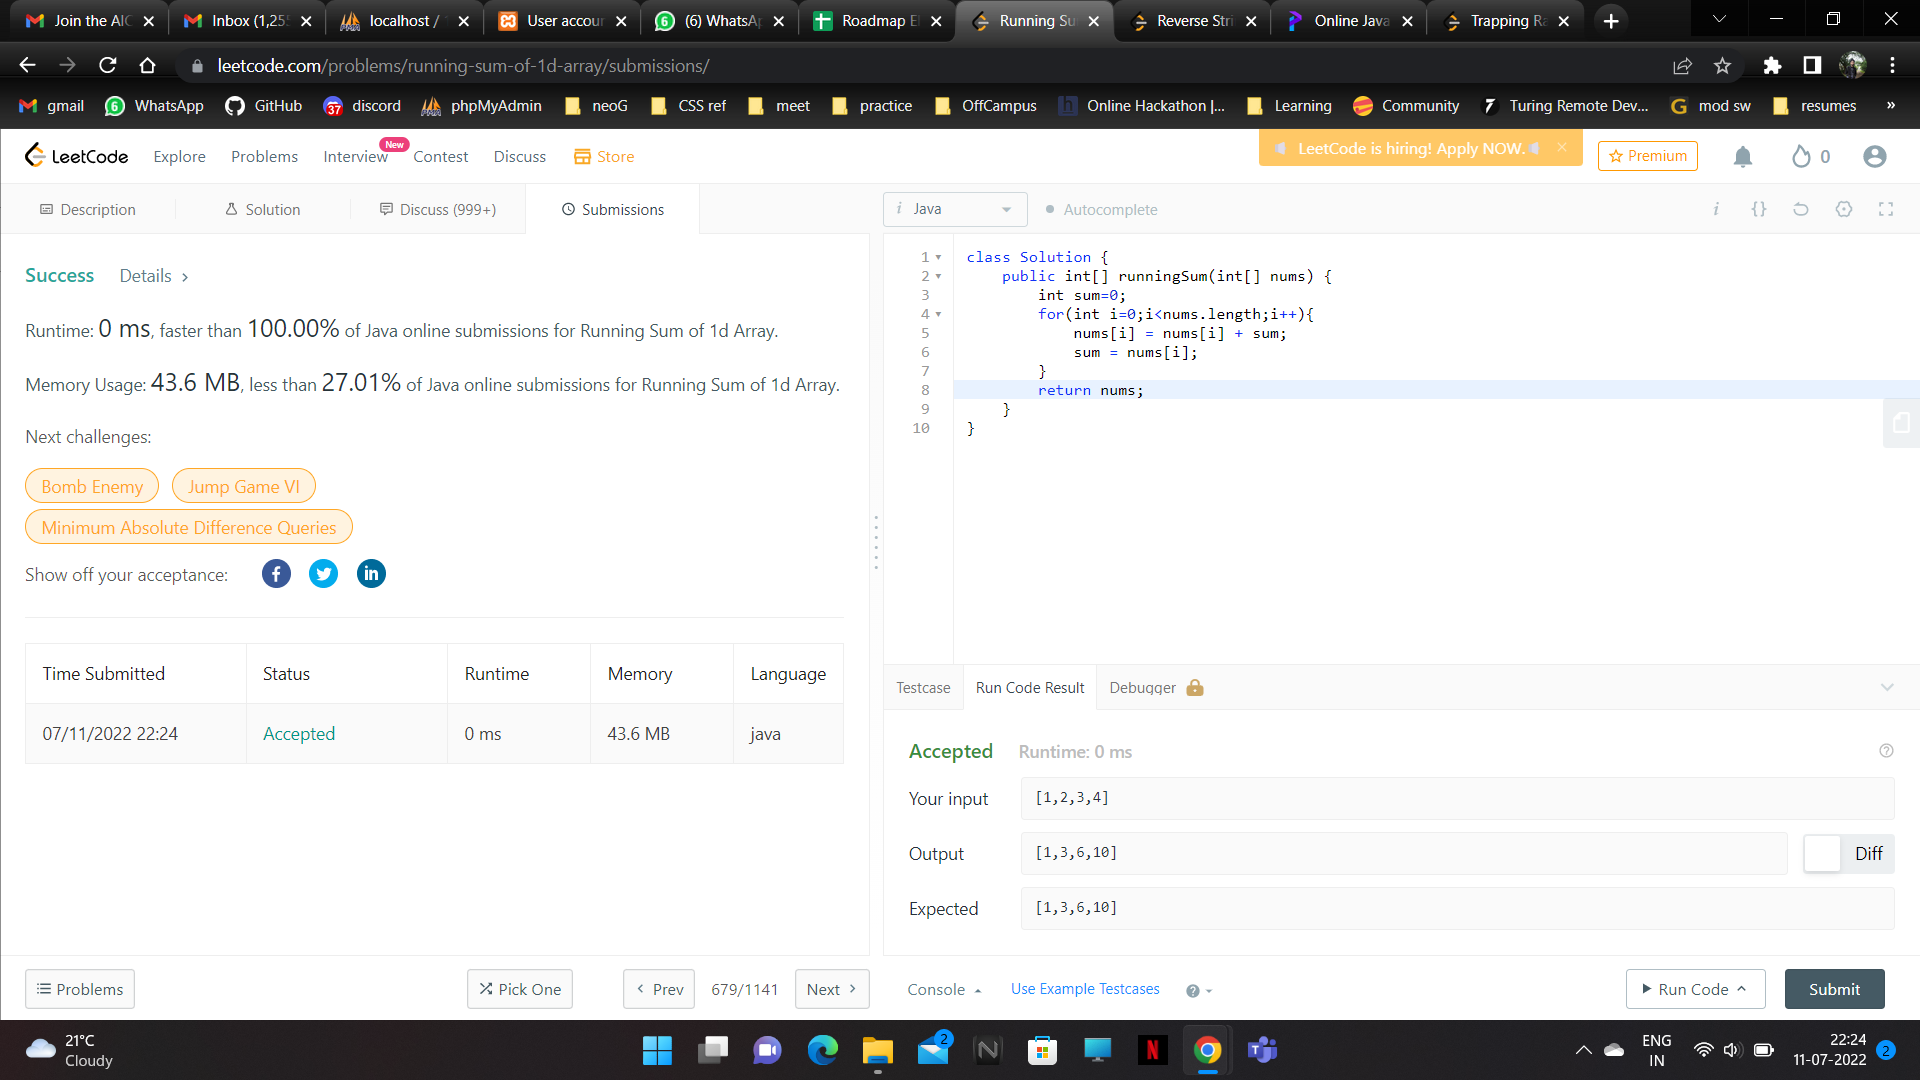 Join the AIC
Inbox (1,255
localhost /
User accoun
(6) WhatsAp
Roadmap El
Running Su
Reverse Stri
Online Java
Trapping Ra
leetcode.com/problems/running-sum-of-1d-array/submissions/
gmail
WhatsApp
GitHub
37
discord
phpMyAdmin
neoG
CSS ref
meet
practice
OffCampus
h
Online Hackathon |...
Learning
Community
Turing Remote Dev...
mod sw
resumes
»
LeetCode
Explore
Problems
Interview
New
Contest
Discuss
Store
LeetCode is hiring! Apply NOW.
Premium
0
Description
Solution
Discuss (999+)
Submissions
i Java
Autocomplete
Success Details >
Runtime: 0 ms, faster than 100.00% of Java online submissions for Running Sum of 1d Array.
Memory Usage: 43.6 MB, less than 27.01% of Java online submissions for Running Sum of 1d Array.
Next challenges:
Bomb Enemy
Jump Game VI
Minimum Absolute Difference Queries
Show off your acceptance:
Time Submitted Status Runtime Memory Language
07/11/2022 22:24 Accepted 0 ms 43.6 MB java
1 class Solution {
2 public int[] runningSum(int[] nums) {
3 int sum=0;
4 for(int i=0;i<nums.length;i++){
5 nums[i] = nums[i] + sum;
6 sum = nums[i];
7 }
8 return nums;
9 }
10 }
Testcase
Run Code Result
Debugger
Accepted Runtime: 0 ms
Your input [1,2,3,4]
Output [1,3,6,10] Diff
Expected [1,3,6,10]
Problems
Pick One
Prev
679/1141
Next
Console
Use Example Testcases
Run Code
Submit
21°C
Cloudy
2
ENG
IN
22:24
11-07-2022
2